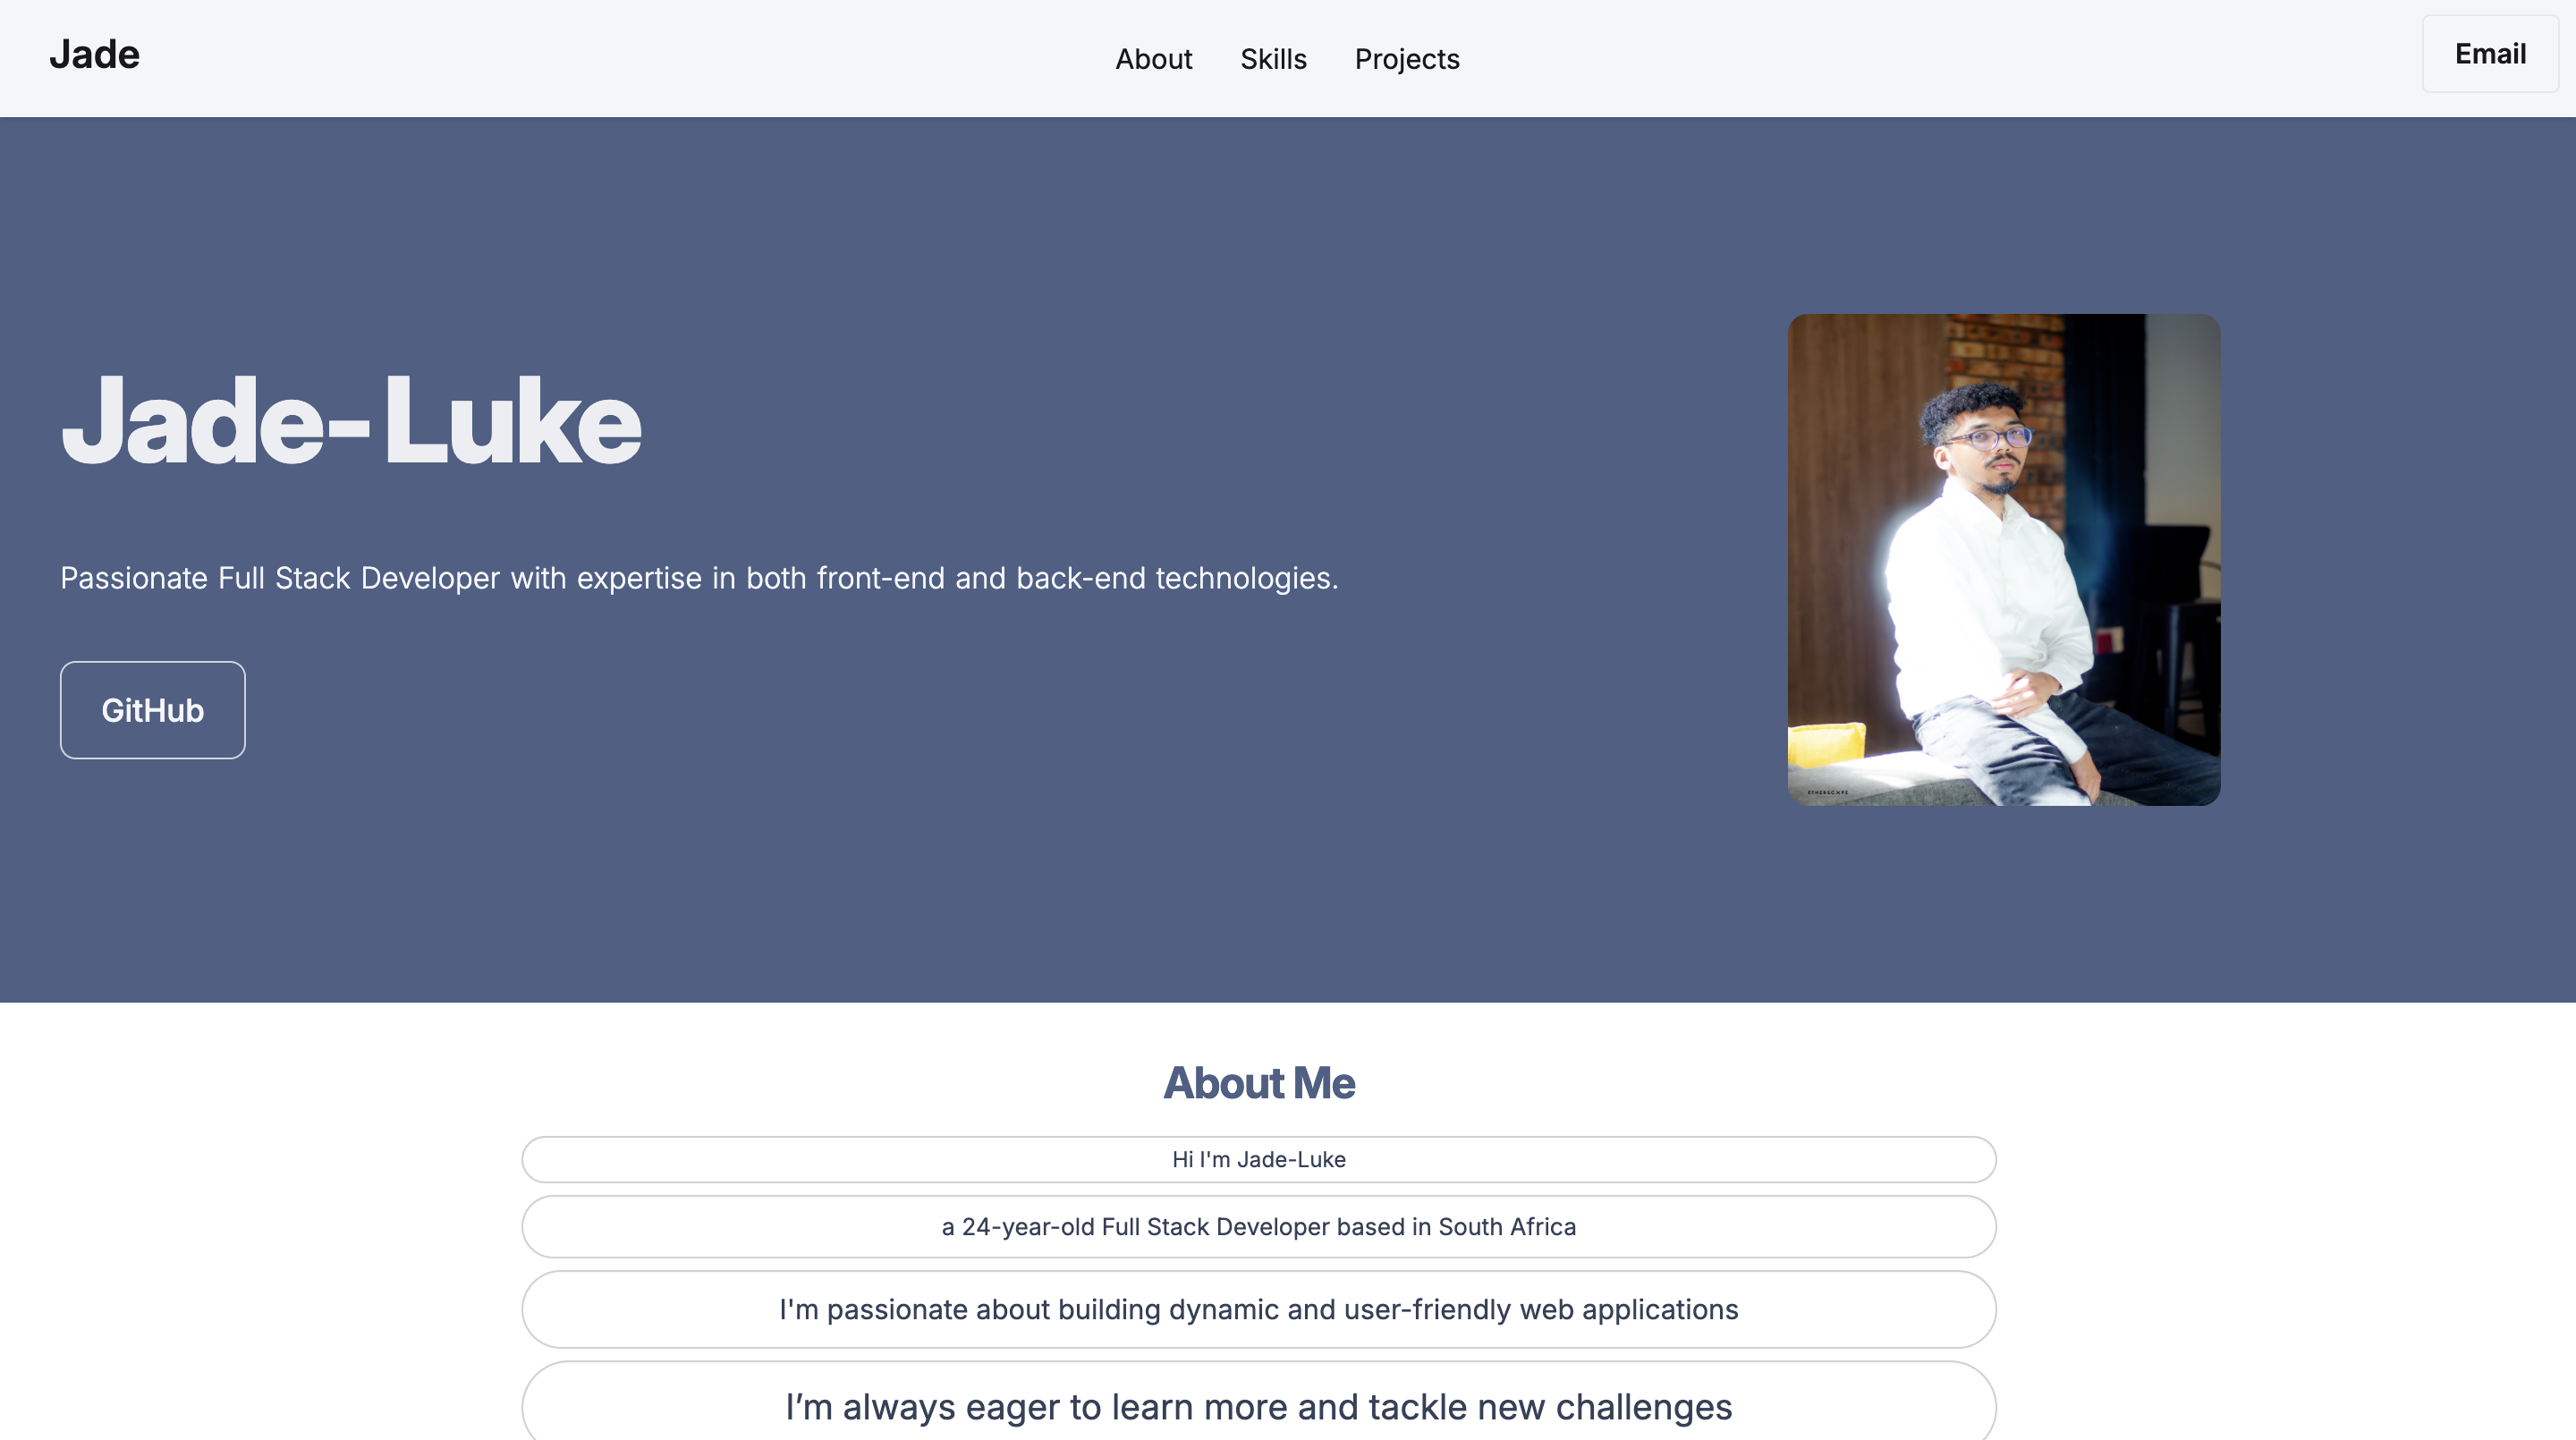 Jade
About Skills Projects
Email
Jade-Luke
Passionate Full Stack Developer with expertise in both front-end and back-end technologies.
GitHub
About Me
Hi I'm Jade-Luke
a 24-year-old Full Stack Developer based in South Africa
I'm passionate about building dynamic and user-friendly web applications
I’m always eager to learn more and tackle new challenges